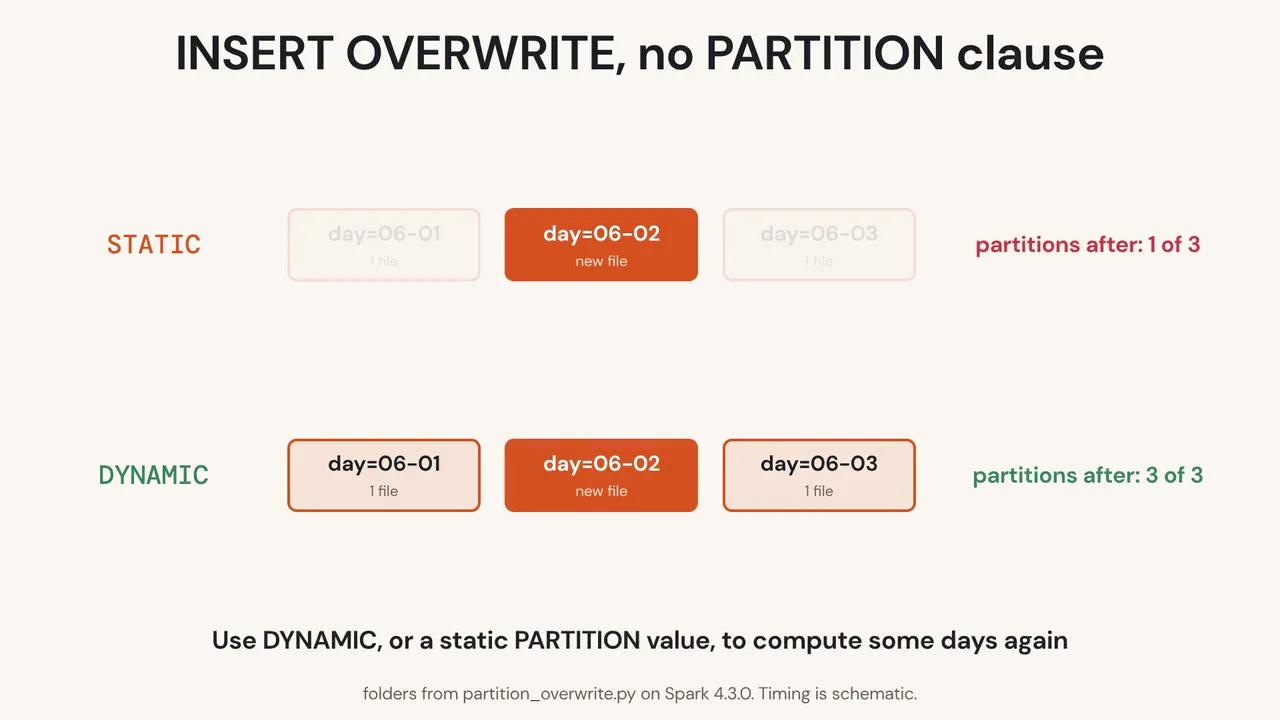 INSERT OVERWRITE, no PARTITION clause
STATIC
day=06-01
1 file
day=06-02
new file
day=06-03
1 file
partitions after: 1 of 3
DYNAMIC
day=06-01
1 file
day=06-02
new file
day=06-03
1 file
partitions after: 3 of 3
Use DYNAMIC, or a static PARTITION value, to compute some days again
folders from partition_overwrite.py on Spark 4.3.0. Timing is schematic.